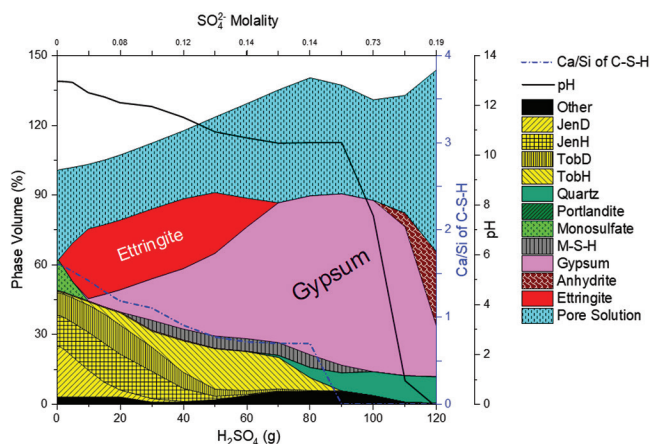 SO₄²⁻ Molality
0 0.08 0.12 0.14 0.14 0.73 0.19
150
120
90
60
30
0
Phase Volume (%)
Ettringite
Gypsum
0 20 40 60 80 100 120
H₂SO₄ (g)
4
3
2
1
0
Ca/Si of C-S-H
14
12
10
8
6
4
2
0
pH
Ca/Si of C-S-H
pH
Other
JenD
JenH
TobD
TobH
Quartz
Portlandite
Monosulfate
M-S-H
Gypsum
Anhydrite
Ettringite
Pore Solution